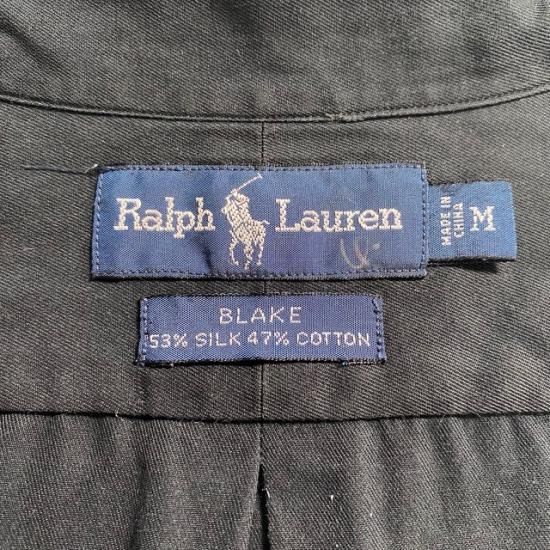 Ralph Lauren
MADE IN
CHINA
M
BLAKE
53% SILK 47% COTTON